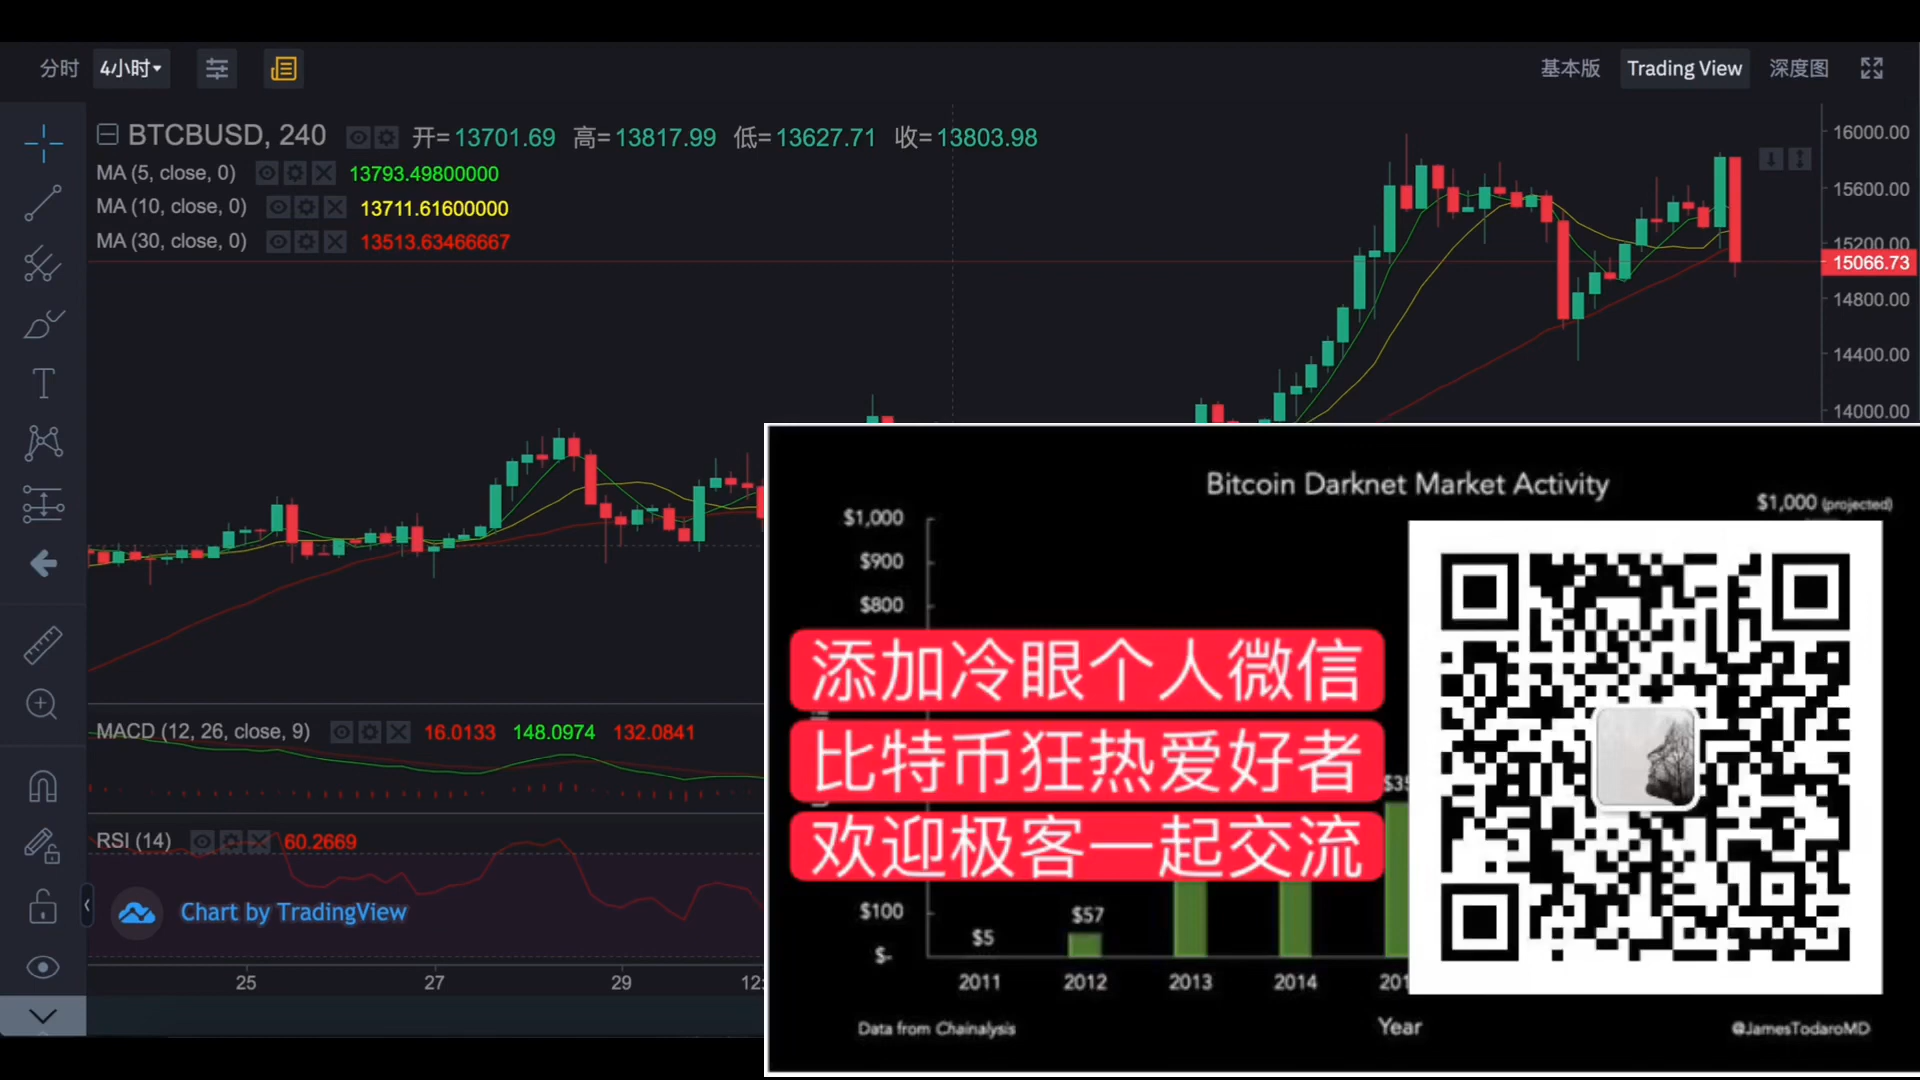 分时 4小时 基本版 Trading View 深度图
BTCBUSD, 240 开=13701.69 高=13817.99 低=13627.71 收=13803.98
MA (5, close, 0) 13793.49800000
MA (10, close, 0) 13711.61600000
MA (30, close, 0) 13513.63466667
16000.00
15600.00
15200.00
15066.73
14800.00
14400.00
14000.00
MACD (12, 26, close, 9) 16.0133 148.0974 132.0841
RSI (14) 60.2669
Chart by TradingView
25 27 29 12:
Bitcoin Darknet Market Activity
$1,000 (projected)
$1,000
$900
$800
添加冷眼个人微信
比特币狂热爱好者
欢迎极客一起交流
$35
$100
$-
$5
$57
2011 2012 2013 2014 201
Year
Data from Chainalysis
@JamesTodaroMD